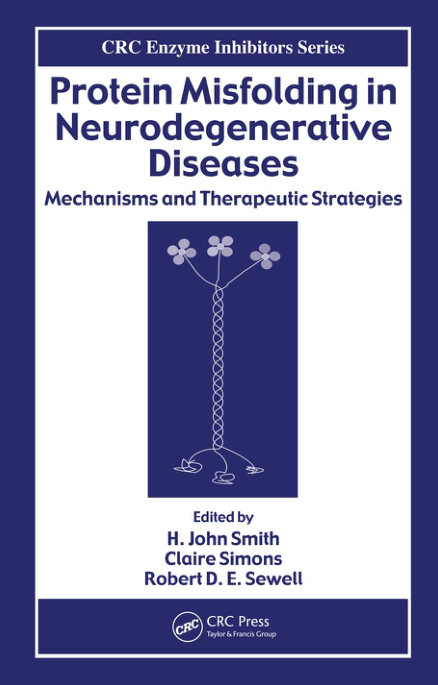 CRC Enzyme Inhibitors Series
Protein Misfolding in
Neurodegenerative
Diseases
Mechanisms and Therapeutic Strategies
Edited by
H. John Smith
Claire Simons
Robert D. E. Sewell
CRC
CRC Press
Taylor & Francis Group